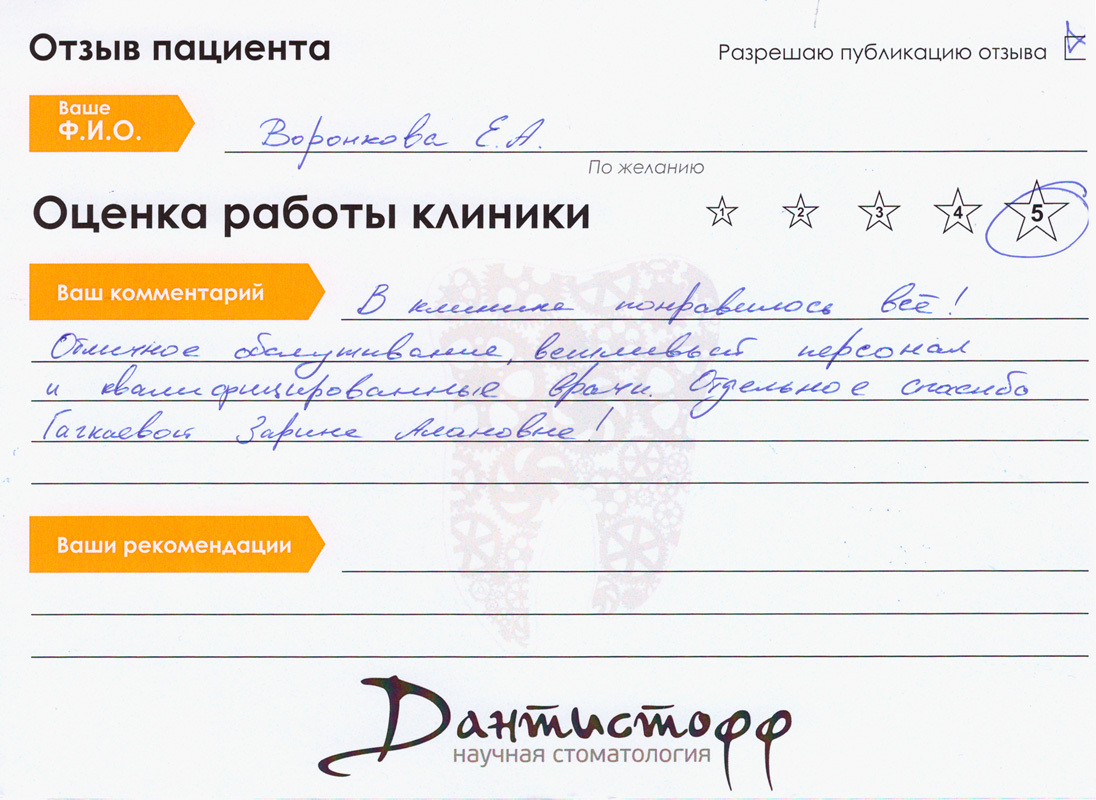 Отзыв пациента
Разрешаю публикацию отзыва
Ваше
Ф.И.О.
Воронкова Е.А.
По желанию
Оценка работы клиники
1 2 3 4 5
Ваш комментарий
В клинике понравилось всё!
Отличное обслуживание, вежливый персонал
и квалифицированные врачи. Отдельное спасибо
Гагкаевой Зарине Алановне!
Ваши рекомендации
Дантистофф
научная стоматология